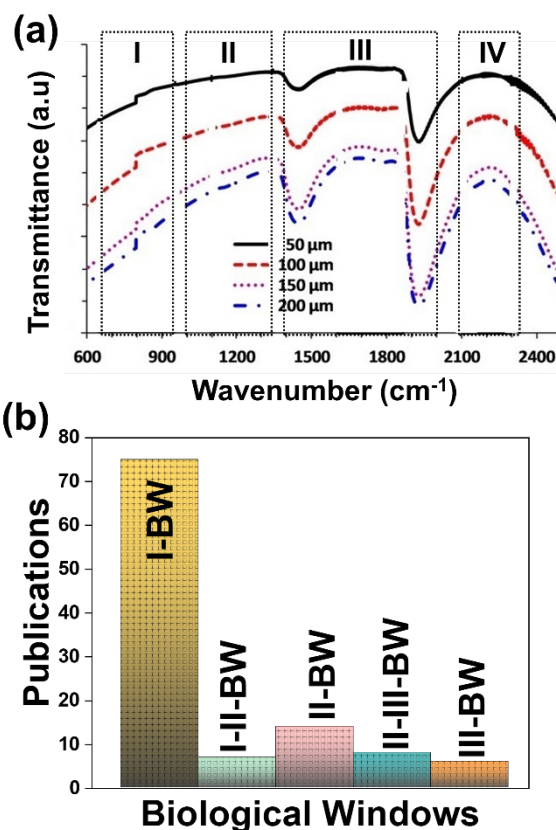 (a)
I II III IV
Transmittance (a.u)
50 µm
100 µm
150 µm
200 µm
600 900 1200 1500 1800 2100 2400
Wavenumber (cm⁻¹)
(b)
80
70
60
50
40
30
20
10
0
Publications
I-BW
I-II-BW
II-BW
II-III-BW
III-BW
Biological Windows